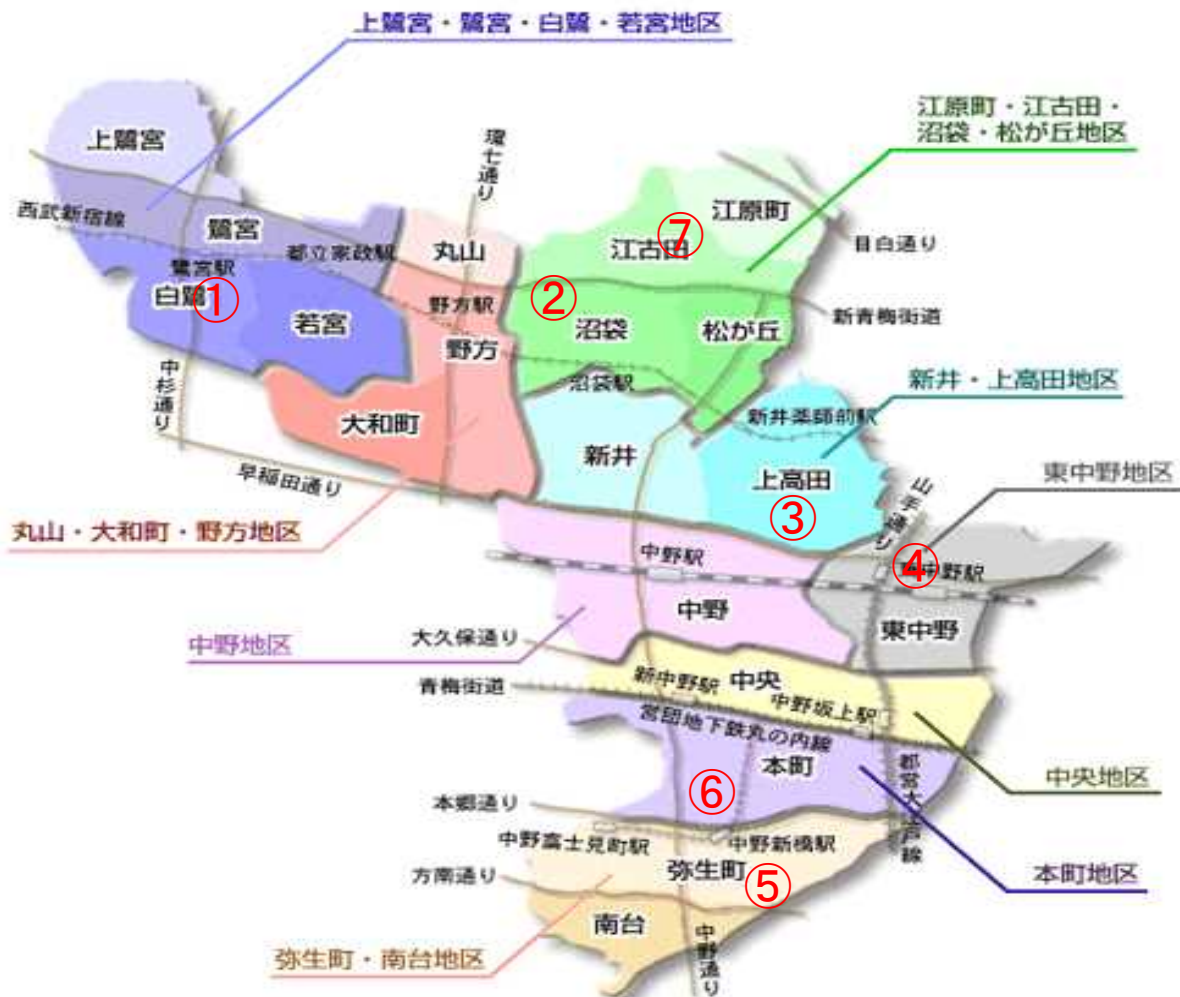 上鷺宮・鷺宮・白鷺・若宮地区
江原町・江古田・
沼袋・松が丘地区
上鷺宮
環七通り
江原町
⑦
西武新宿線
鷺宮
都立家政駅
丸山
江古田
目白通り
鷺宮駅
白鷺
①
野方駅
②
若宮
沼袋
松が丘
新青梅街道
野方
中杉通り
沼袋駅
新井・上高田地区
大和町
新井薬師前駅
新井
早稲田通り
上高田
山手通り
東中野地区
③
丸山・大和町・野方地区
中野駅
④
東中野駅
中野
東中野
中野地区
大久保通り
新中野駅
中央
青梅街道
中野坂上駅
営団地下鉄丸の内線
本町
都営大江戸線
中央地区
⑥
本郷通り
中野富士見町駅
中野新橋駅
本町地区
方南通り
弥生町
⑤
南台
中野通り
弥生町・南台地区